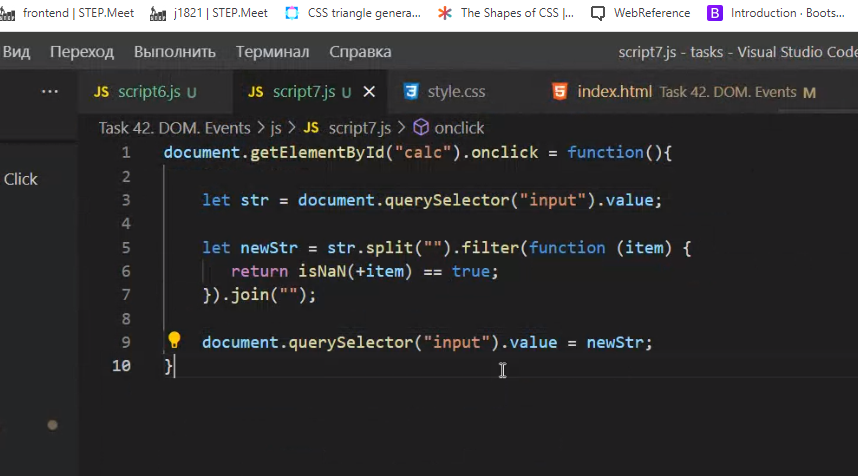 frontend | STEP.Meet j1821 | STEP.Meet CSS triangle genera... The Shapes of CSS |... WebReference B Introduction · Boots...
Вид Переход Выполнить Терминал Справка script7.js - tasks - Visual Studio Code
... JS script6.js U JS script7.js U × style.css index.html Task 42. DOM. Events M
Task 42. DOM. Events > js > JS script7.js > onclick
Click
1 document.getElementById("calc").onclick = function(){
2
3 let str = document.querySelector("input").value;
4
5 let newStr = str.split("").filter(function (item) {
6 return isNaN(+item) == true;
7 }).join("");
8
9 document.querySelector("input").value = newStr;
10 }